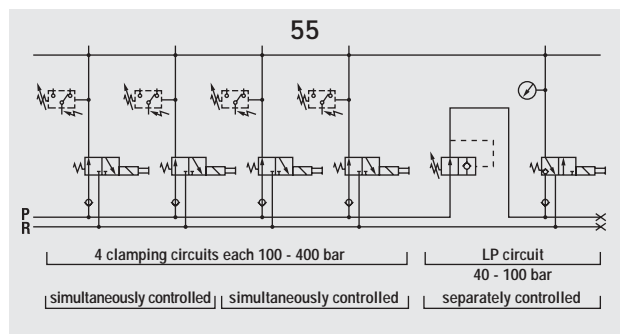 55
P
R
4 clamping circuits each 100 - 400 bar
LP circuit
40 - 100 bar
simultaneously controlled
simultaneously controlled
separately controlled